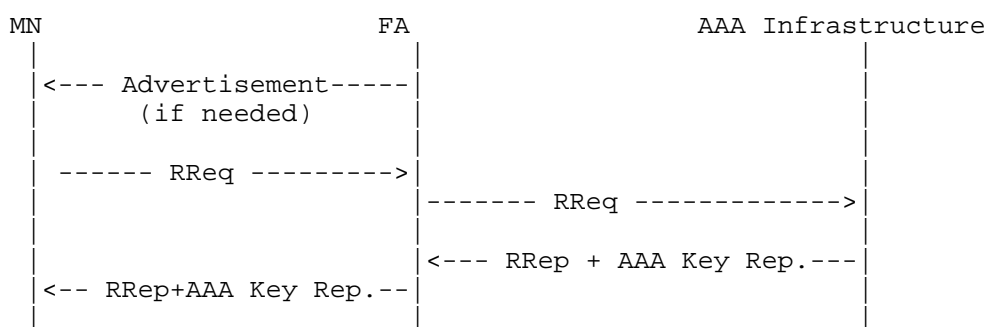 MN FA AAA Infrastructure
<--- Advertisement-----
(if needed)
------ RReq --------->
------- RReq ------------->
<--- RRep + AAA Key Rep.---
<-- RRep+AAA Key Rep.--